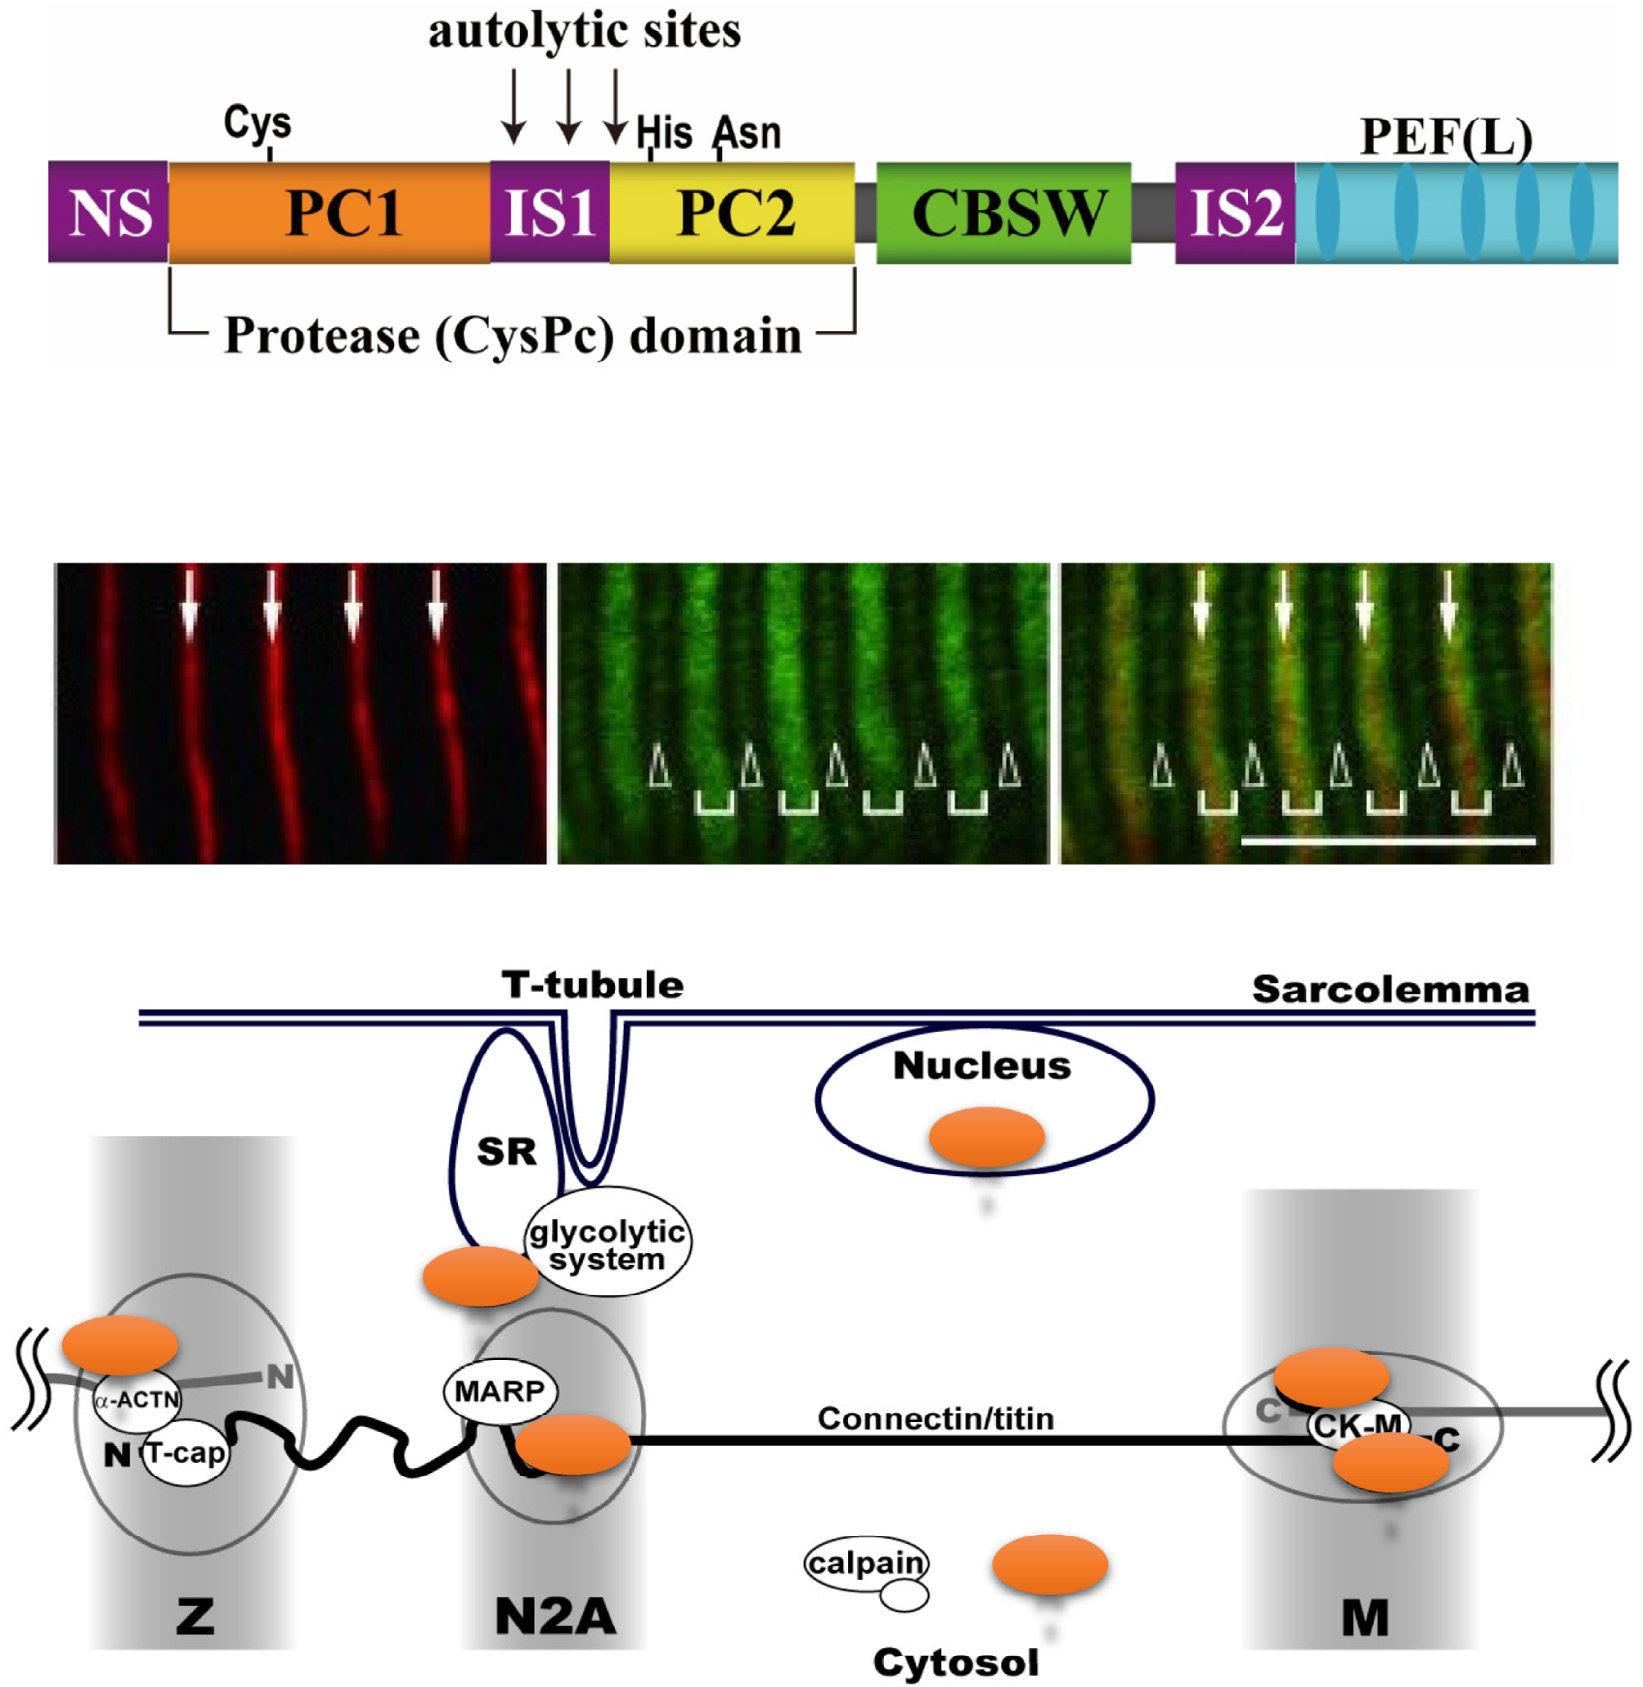 autolytic sites
Cys
His Asn
PEF(L)
NS PC1 IS1 PC2 CBSW IS2
Protease (CysPc) domain
T-tubule
Sarcolemma
Nucleus
SR
glycolytic
system
N
α-ACTN
MARP
N T-cap
Connectin/titin
C
CK-M
C
calpain
Z
N2A
M
Cytosol